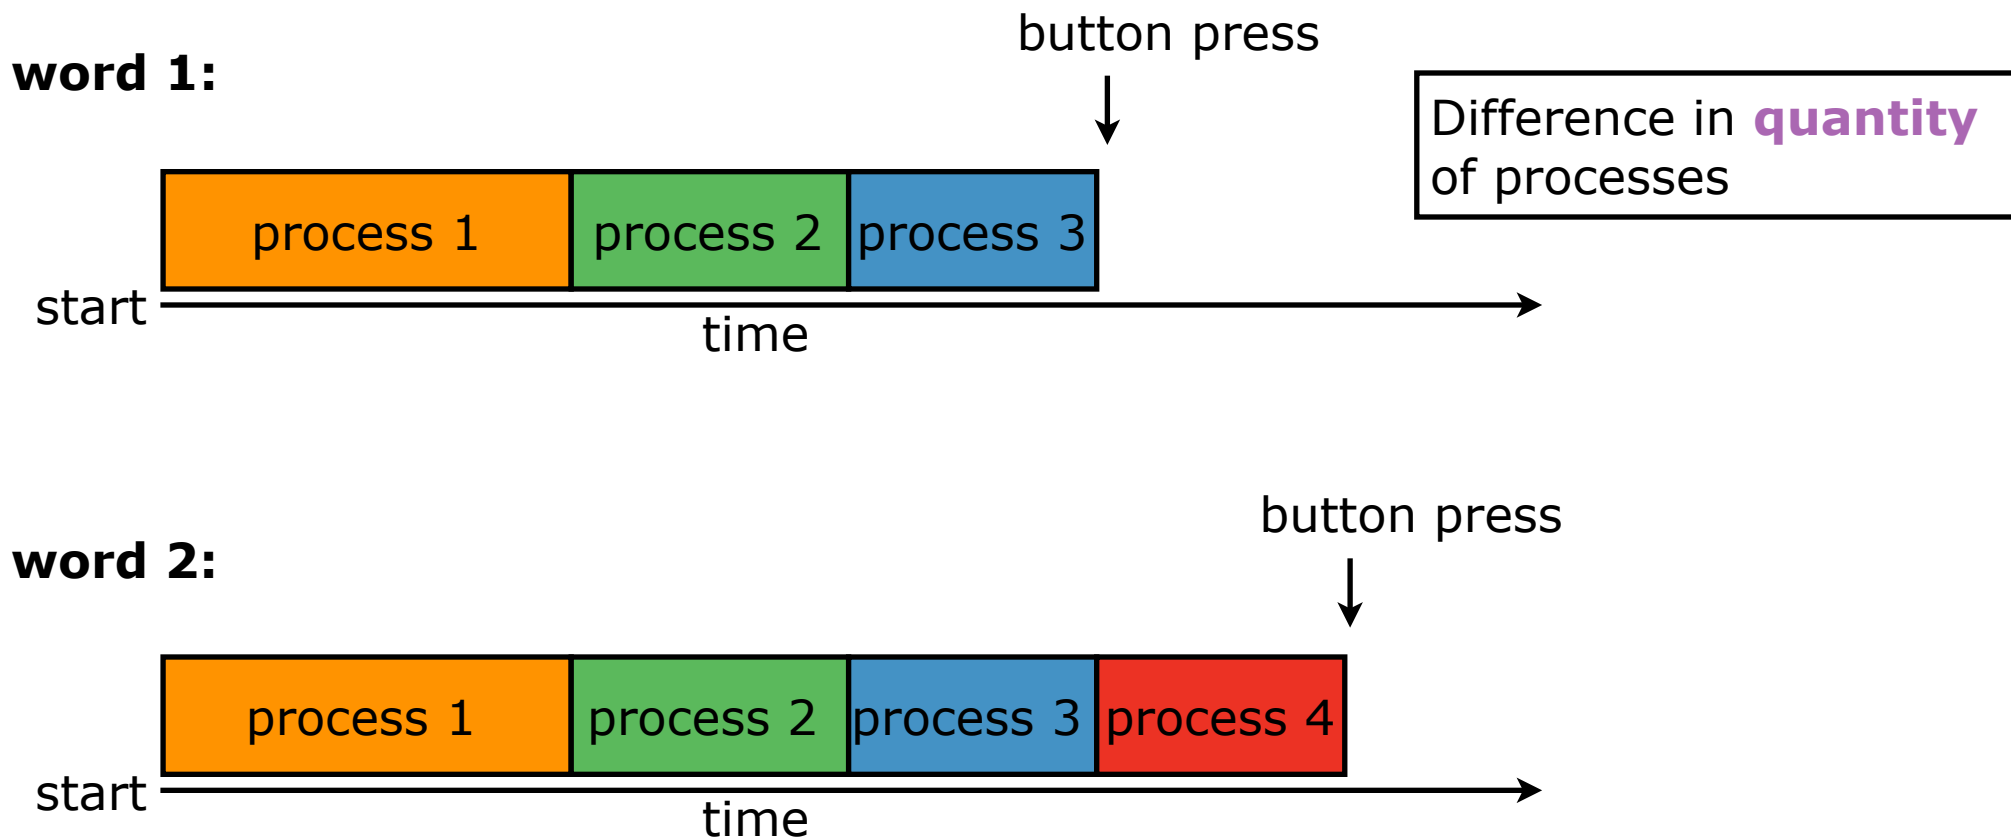 button press
word 1:
Difference in quantity
of processes
process 1 process 2 process 3
start
time
button press
word 2:
process 1 process 2 process 3 process 4
start
time